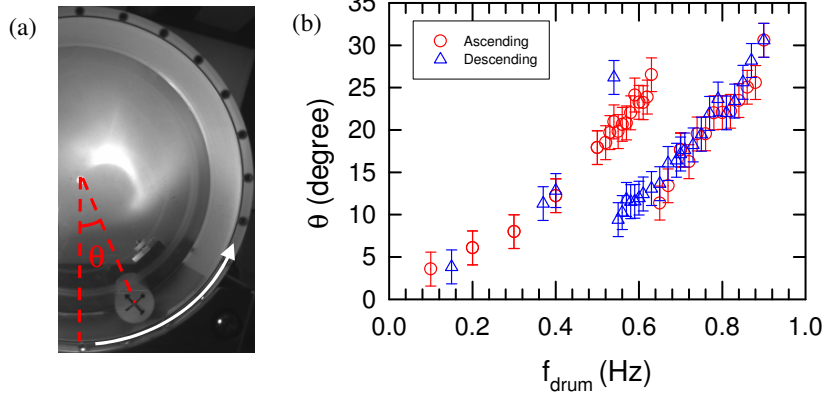 (a)
θ
(b)
35
30
25
20
15
10
5
0
θ (degree)
Ascending
Descending
0.0 0.2 0.4 0.6 0.8 1.0
f_drum (Hz)